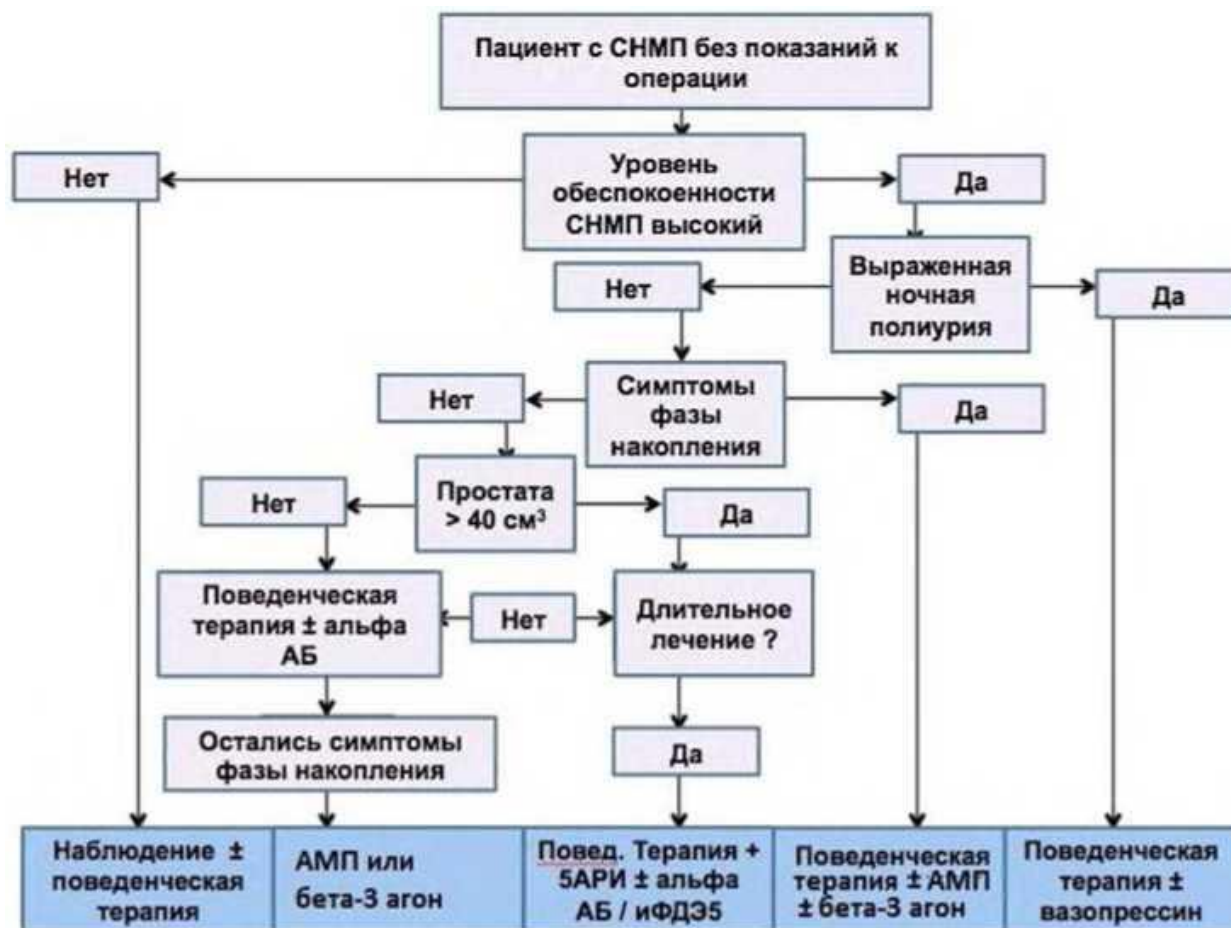 Пациент с СНМП без показаний к
операции
Нет
Уровень
обеспокоенности
СНМП высокий
Да
Нет
Выраженная
ночная
полиурия
Да
Нет
Симптомы
фазы
накопления
Да
Нет
Простата
> 40 см³
Да
Поведенческая
терапия ± альфа
АБ
Нет
Длительное
лечение ?
Остались симптомы
фазы накопления
Да
Наблюдение ±
поведенческая
терапия
АМП или
бета-3 агон
Повед. Терапия +
5АРИ ± альфа
АБ / иФДЭ5
Поведенческая
терапия ± АМП
± бета-3 агон
Поведенческая
терапия ±
вазопрессин